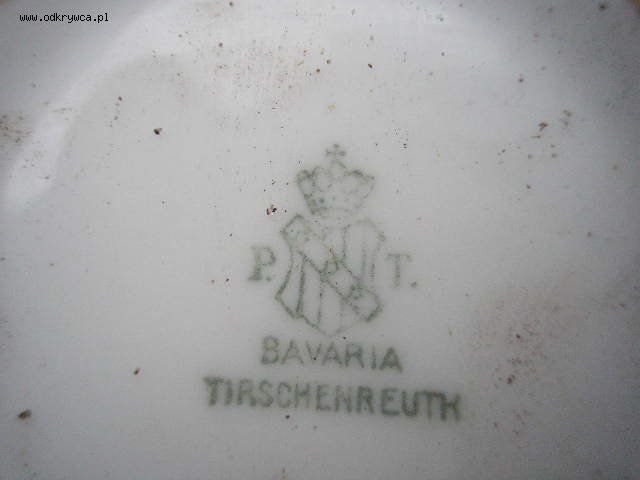 www.odkrywca.pl
P. T.
BAVARIA
TIRSCHENREUTH